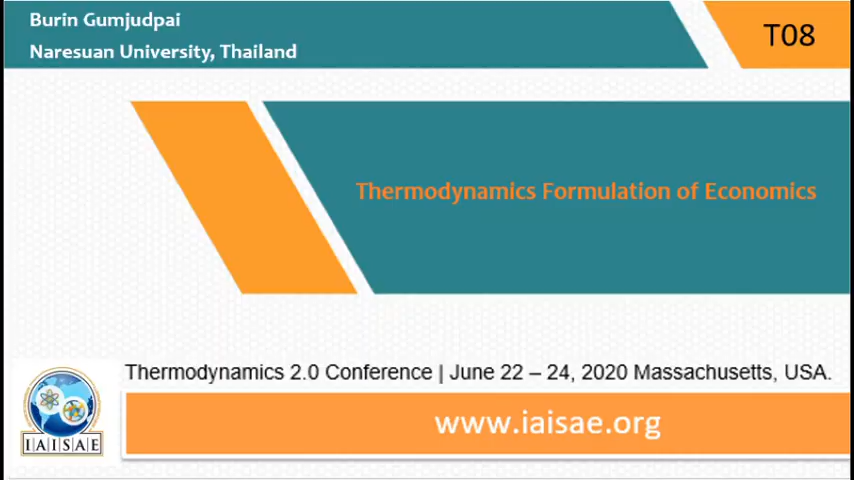 Burin Gumjudpai
Naresuan University, Thailand
T08
Thermodynamics Formulation of Economics
Thermodynamics 2.0 Conference | June 22 – 24, 2020 Massachusetts, USA.
IAISAE
www.iaisae.org